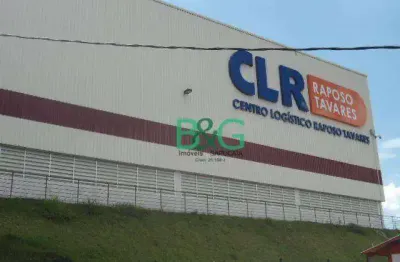 CLR
RAPOSO
TAVARES
CENTRO LOGÍSTICO RAPOSO TAVARES
B&G